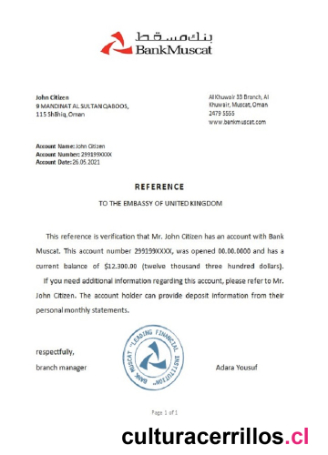 بنك مسقط
BankMuscat
John Citizen
9 MANDINAT AL SULTAN QABOOS,
115 Shathiq, Oman
Al Khuwair 33 Branch, Al
Khuwair, Muscat, Oman
2479 5555
www.bankmuscat.com
Account Name: John Citizen
Account Number: 299199XXXX
Account Date: 26.05.2021
REFERENCE
TO THE EMBASSY OF UNITED KINGDOM
This reference is verification that Mr. John Citizen has an account with Bank
Muscat. This account number 299199XXXX, was opened 00.00.0000 and has a
current balance of $12.300.00 (twelve thousand three hundred dollars).
If you need additional information regarding this account, please refer to Mr.
John Citizen. The account holder can provide deposit information from their
personal monthly statements.
respectfully,
branch manager
BANK MUSCAT "LEADING FINANCIAL INSTITUTION"
Adara Yousuf
Page 1 of 1
culturacerrillos.cl